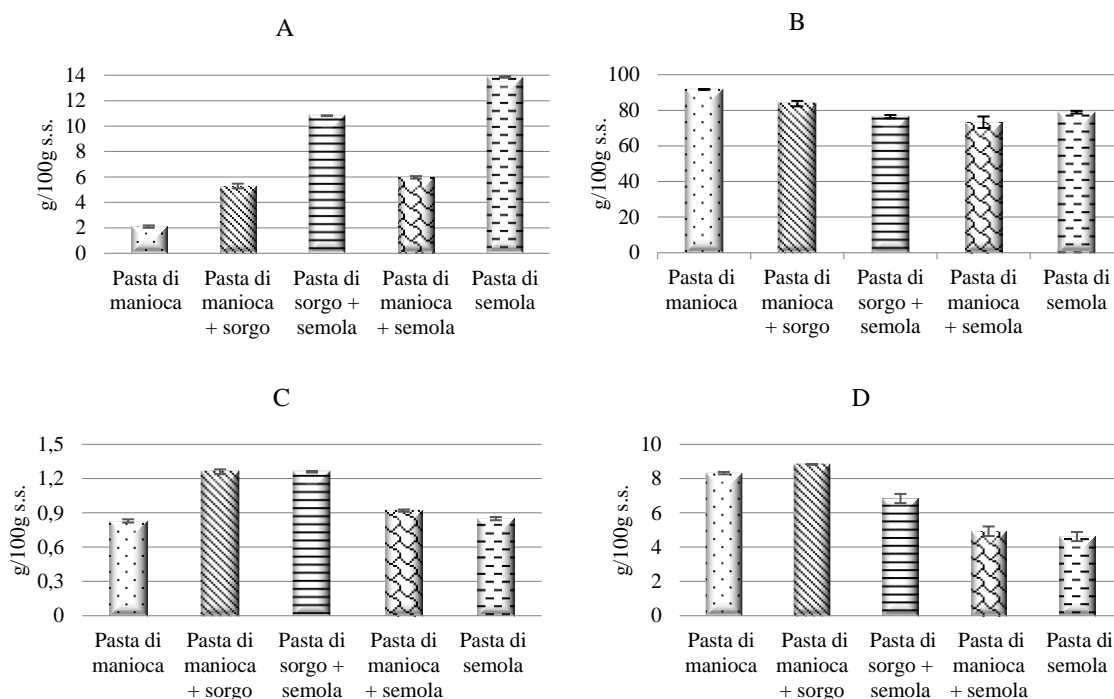 A
g/100g s.s.
14
12
10
8
6
4
2
0
Pasta di manioca
Pasta di manioca + sorgo
Pasta di sorgo + semola
Pasta di manioca + semola
Pasta di semola
B
g/100g s.s.
100
80
60
40
20
0
Pasta di manioca
Pasta di manioca + sorgo
Pasta di sorgo + semola
Pasta di manioca + semola
Pasta di semola
C
g/100g s.s.
1,5
1,2
0,9
0,6
0,3
0
Pasta di manioca
Pasta di manioca + sorgo
Pasta di sorgo + semola
Pasta di manioca + semola
Pasta di semola
D
g/100g s.s.
10
8
6
4
2
0
Pasta di manioca
Pasta di manioca + sorgo
Pasta di sorgo + semola
Pasta di manioca + semola
Pasta di semola